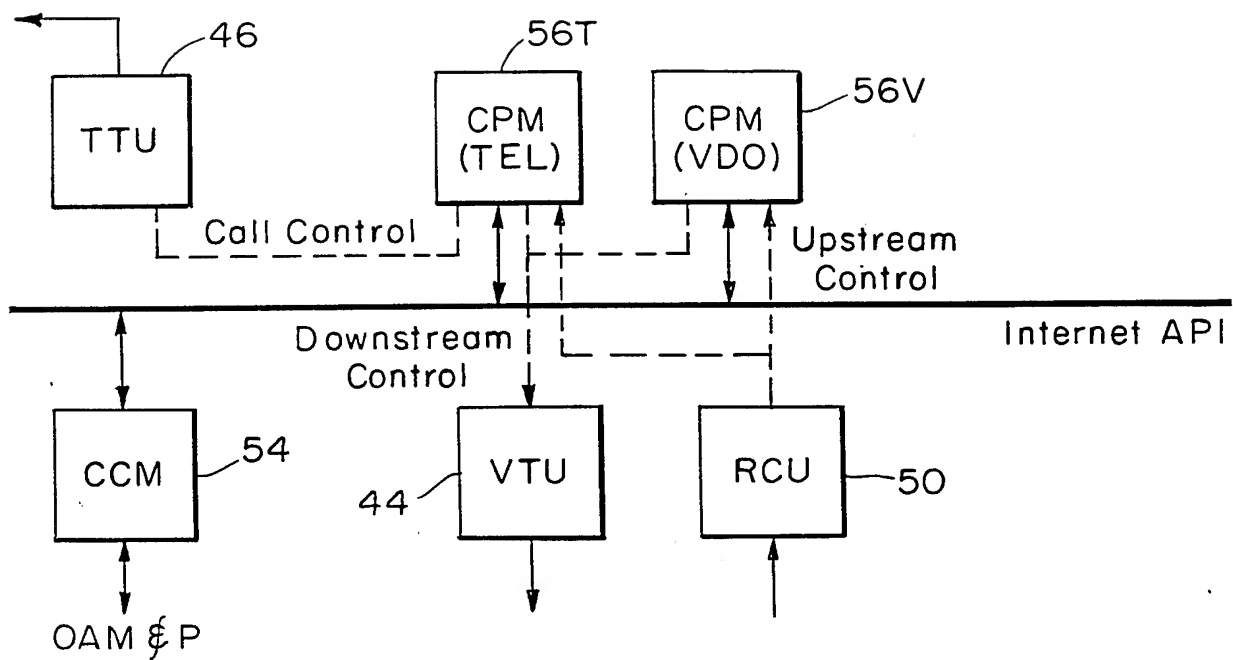 46
TTU
56T
CPM
(TEL)
56V
CPM
(VDO)
Call Control
Upstream
Control
Internet API
Downstream
Control
CCM
54
VTU
44
RCU
50
OAM & P